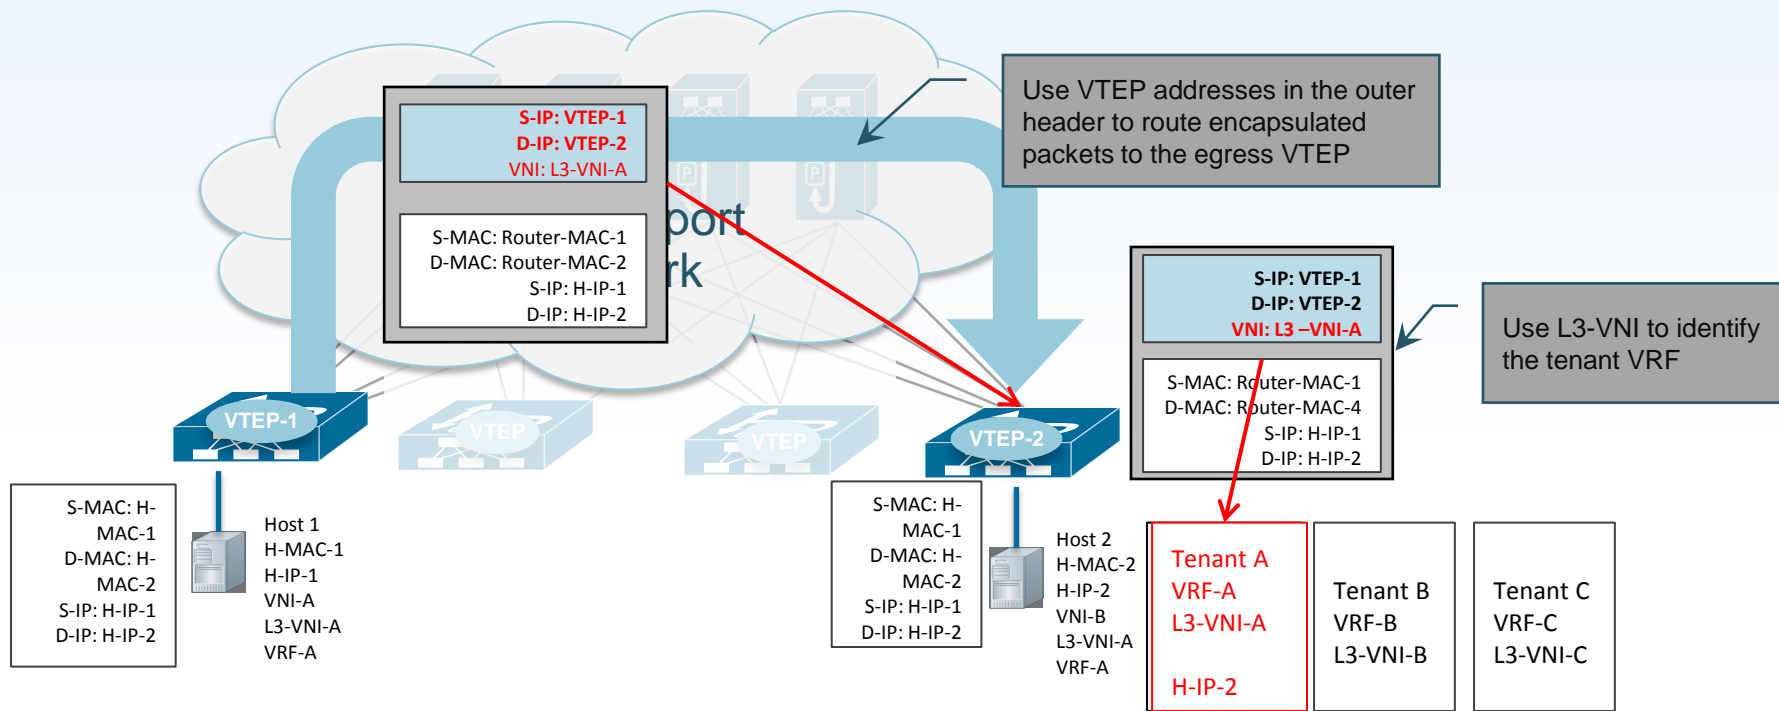 S-IP: VTEP-1
D-IP: VTEP-2
VNI: L3-VNI-A
S-MAC: Router-MAC-1
D-MAC: Router-MAC-2
S-IP: H-IP-1
D-IP: H-IP-2
P
P
port
rk
Use VTEP addresses in the outer
header to route encapsulated
packets to the egress VTEP
S-IP: VTEP-1
D-IP: VTEP-2
VNI: L3 –VNI-A
S-MAC: Router-MAC-1
D-MAC: Router-MAC-4
S-IP: H-IP-1
D-IP: H-IP-2
Use L3-VNI to identify
the tenant VRF
VTEP-1
VTEP
VTEP
VTEP-2
S-MAC: H-
MAC-1
D-MAC: H-
MAC-2
S-IP: H-IP-1
D-IP: H-IP-2
Host 1
H-MAC-1
H-IP-1
VNI-A
L3-VNI-A
VRF-A
S-MAC: H-
MAC-1
D-MAC: H-
MAC-2
S-IP: H-IP-1
D-IP: H-IP-2
Host 2
H-MAC-2
H-IP-2
VNI-B
L3-VNI-A
VRF-A
Tenant A
VRF-A
L3-VNI-A
H-IP-2
Tenant B
VRF-B
L3-VNI-B
Tenant C
VRF-C
L3-VNI-C